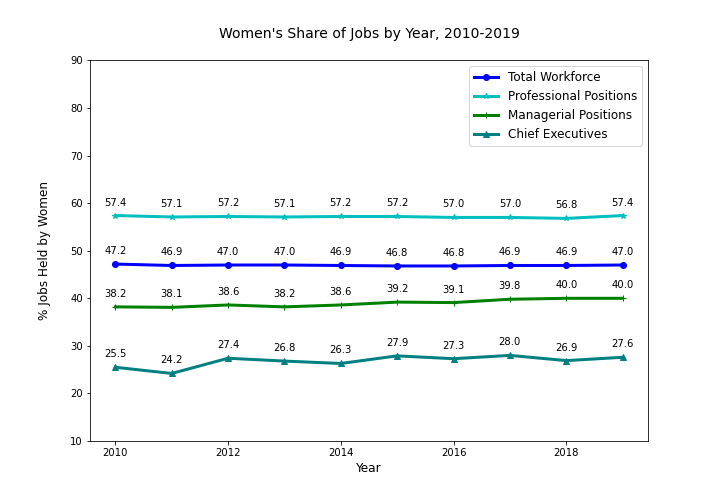 Women's Share of Jobs by Year, 2010-2019
90
80
70
60
50
40
30
20
10
% Jobs Held by Women
Total Workforce
Professional Positions
Managerial Positions
Chief Executives
57.4 57.1 57.2 57.1 57.2 57.2 57.0 57.0 56.8 57.4
47.2 46.9 47.0 47.0 46.9 46.8 46.8 46.9 46.9 47.0
38.2 38.1 38.6 38.2 38.6 39.2 39.1 39.8 40.0 40.0
25.5 24.2 27.4 26.8 26.3 27.9 27.3 28.0 26.9 27.6
2010 2012 2014 2016 2018
Year